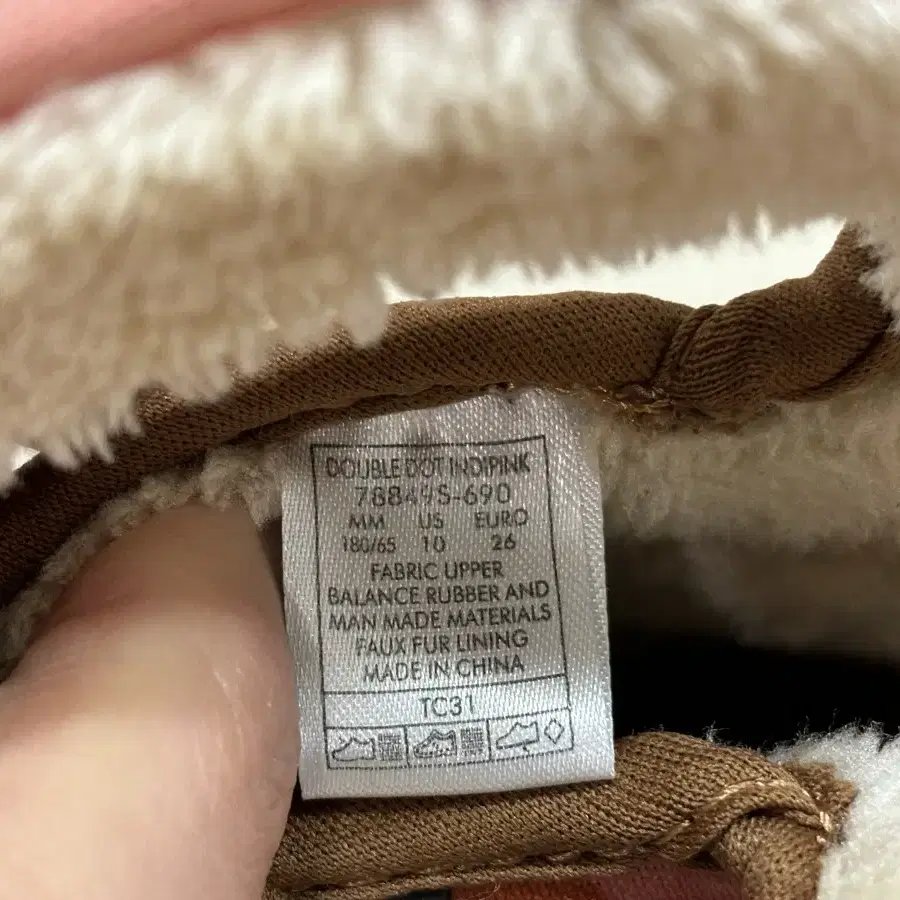 DOUBLE DOT INDIPINK
788495-690
MM US EURO
180/65 10 26
FABRIC UPPER
BALANCE RUBBER AND
MAN MADE MATERIALS
FAUX FUR LINING
MADE IN CHINA
TC31